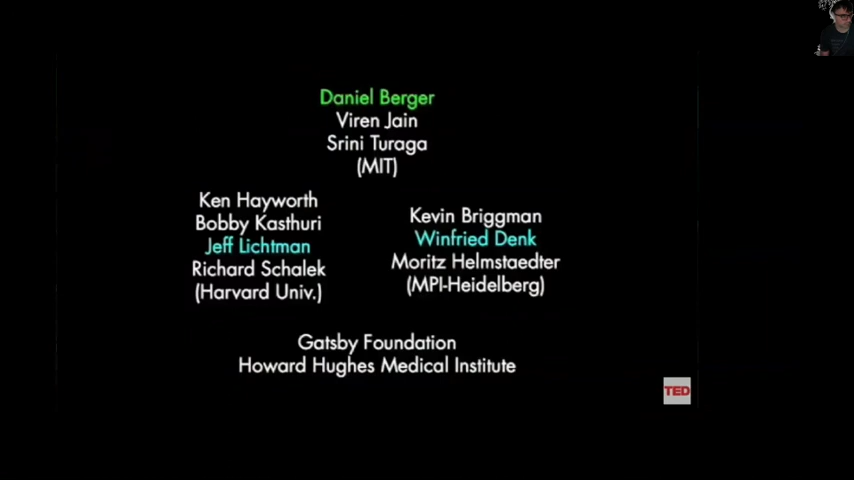 Daniel Berger
Viren Jain
Srini Turaga
(MIT)
Ken Hayworth
Bobby Kasthuri
Jeff Lichtman
Richard Schalek
(Harvard Univ.)
Kevin Briggman
Winfried Denk
Moritz Helmstaedter
(MPI-Heidelberg)
Gatsby Foundation
Howard Hughes Medical Institute
TED